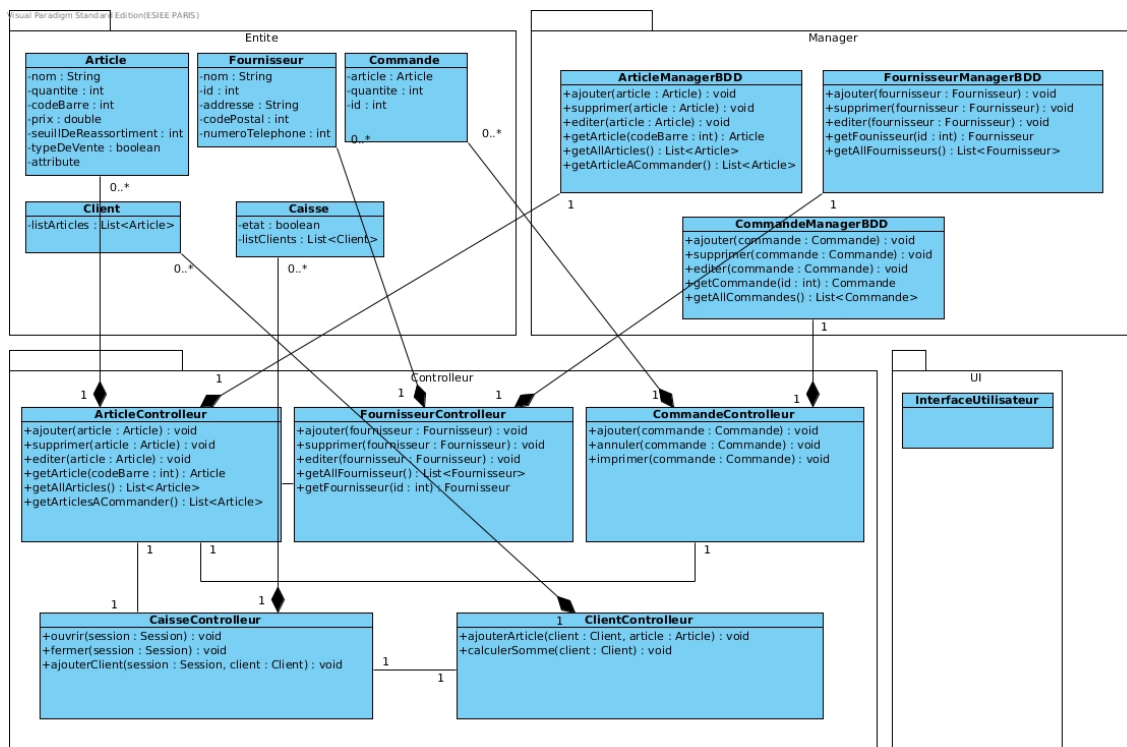 Visual Paradigm Standard Edition(ESIEE PARIS)
Entite
Article
-nom : String
-quantite : int
-codeBarre : int
-prix : double
-seuilIDeReassortiment : int
-typeDeVente : boolean
-attribute
0..*
Fournisseur
-nom : String
-id : int
-addresse : String
-codePostal : int
-numeroTelephone : int
0..*
Commande
-article : Article
-quantite : int
-id : int
0..*
Client
-listArticles : List<Article>
0..*
Caisse
-etat : boolean
-listClients : List<Client>
0..*
Manager
ArticleManagerBDD
+ajouter(article : Article) : void
+supprimer(article : Article) : void
+editer(article : Article) : void
+getArticle(codeBarre : int) : Article
+getAllArticles() : List<Article>
+getArticleACommander() : List<Article>
1
FournisseurManagerBDD
+ajouter(fournisseur : Fournisseur) : void
+supprimer(fournisseur : Fournisseur) : void
+editer(fournisseur : Fournisseur) : void
+getFounisseur(id : int) : Fournisseur
+getAllFournisseurs() : List<Fournisseur>
1
CommandeManagerBDD
+ajouter(commande : Commande) : void
+supprimer(commande : Commande) : void
+editer(commande : Commande) : void
+getCommande(id : int) : Commande
+getAllCommandes() : List<Commande>
1
Controlleur
1
1
1
1
1
1
ArticleControlleur
+ajouter(article : Article) : void
+supprimer(article : Article) : void
+editer(article : Article) : void
+getArticle(codeBarre : int) : Article
+getAllArticles() : List<Article>
+getArticlesACommander() : List<Article>
1
1
FournisseurControlleur
+ajouter(fournisseur : Fournisseur) : void
+supprimer(fournisseur : Fournisseur) : void
+editer(fournisseur : Fournisseur) : void
+getAllFournisseur() : List<Fournisseur>
+getFournisseur(id : int) : Fournisseur
CommandeControlleur
+ajouter(commande : Commande) : void
+annuler(commande : Commande) : void
+imprimer(commande : Commande) : void
1
1
1
CaisseControlleur
+ouvrir(session : Session) : void
+fermer(session : Session) : void
+ajouterClient(session : Session, client : Client) : void
1
1
ClientControlleur
1
+ajouterArticle(client : Client, article : Article) : void
+calculerSomme(client : Client) : void
UI
InterfaceUtilisateur